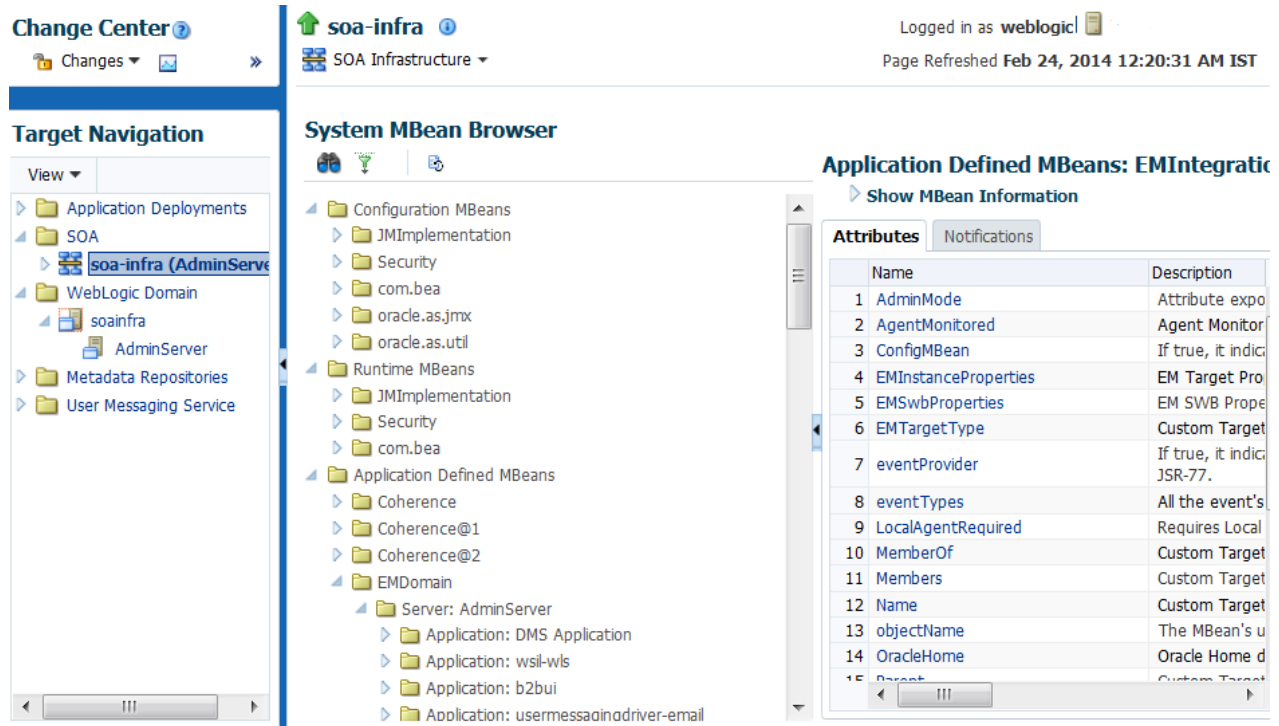 Change Center
Changes
»
Target Navigation
View
Application Deployments
SOA
soa-infra (AdminServe
WebLogic Domain
soainfra
AdminServer
Metadata Repositories
User Messaging Service
soa-infra
SOA Infrastructure
Logged in as weblogic
Page Refreshed Feb 24, 2014 12:20:31 AM IST
System MBean Browser
Configuration MBeans
JMImplementation
Security
com.bea
oracle.as.jmx
oracle.as.util
Runtime MBeans
JMImplementation
Security
com.bea
Application Defined MBeans
Coherence
Coherence@1
Coherence@2
EMDomain
Server: AdminServer
Application: DMS Application
Application: wsil-wls
Application: b2bui
Application: usermessagingdriver-email
Application Defined MBeans: EMIntegratio
Show MBean Information
Attributes Notifications
Name Description
1 AdminMode Attribute expo
2 AgentMonitored Agent Monitor
3 ConfigMBean If true, it indica
4 EMInstanceProperties EM Target Pro
5 EMSwbProperties EM SWB Prope
6 EMTargetType Custom Target
7 eventProvider If true, it indica
JSR-77.
8 eventTypes All the event's
9 LocalAgentRequired Requires Local
10 MemberOf Custom Target
11 Members Custom Target
12 Name Custom Target
13 objectName The MBean's u
14 OracleHome Oracle Home d
15 Parent Custom Target